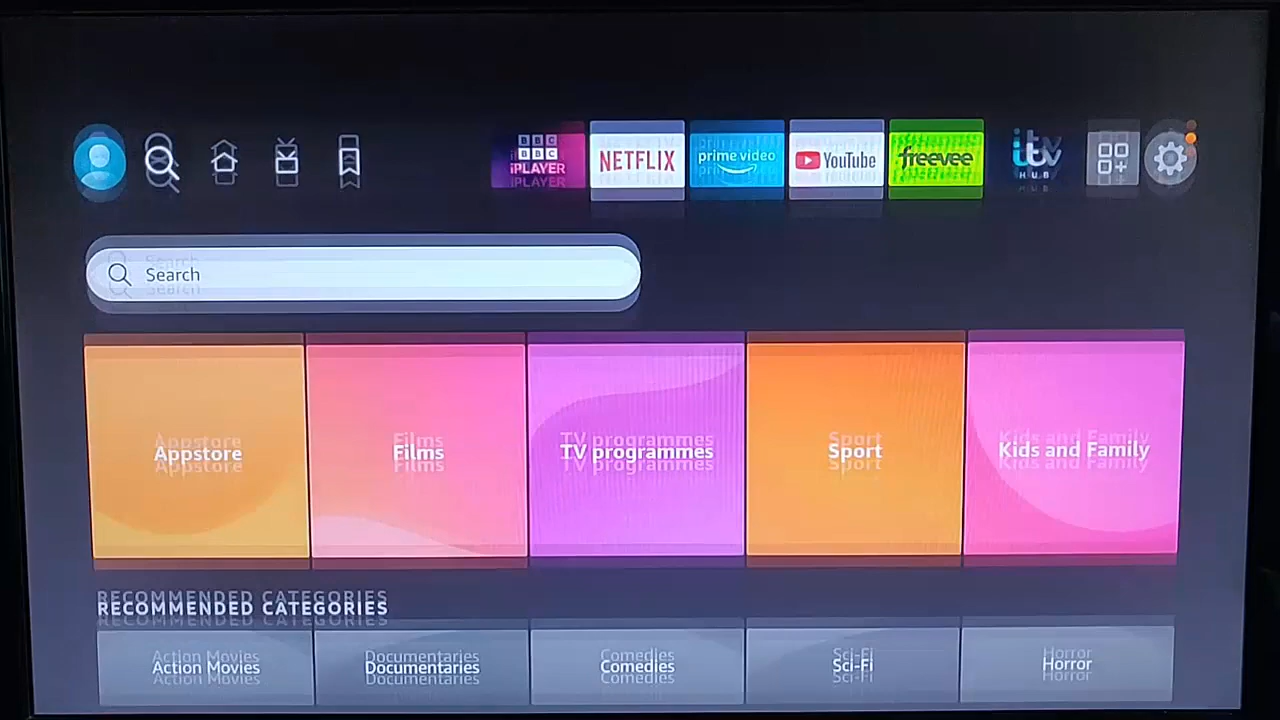 BBC
iPLAYER
NETFLIX
prime video
YouTube
freevee
itv
HUB
Search
Appstore
Films
TV programmes
Sport
Kids and Family
RECOMMENDED CATEGORIES
Action Movies
Documentaries
Comedies
Sci-Fi
Horror